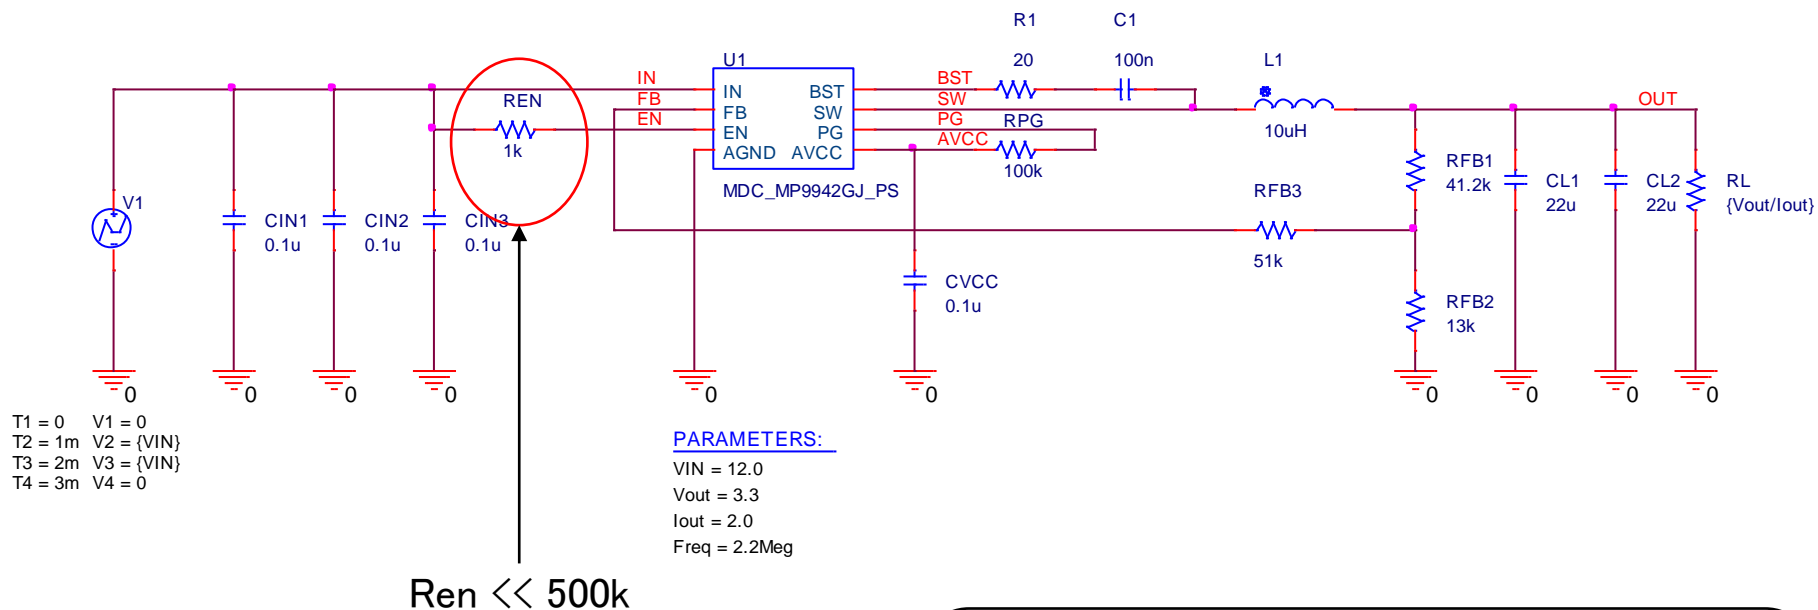 R1
C1
U1
20
100n
L1
IN
BST
REN
IN
BST
FB
SW
OUT
FB
SW
EN
PG
RPG
EN
PG
10uH
1k
AGND
AVCC
AVCC
100k
RFB1
41.2k
MDC_MP9942GJ_PS
RFB3
CL1
22u
CL2
22u
RL
{Vout/Iout}
V1
CIN1
0.1u
CIN2
0.1u
CIN3
0.1u
51k
CVCC
0.1u
RFB2
13k
0
0
0
0
0
0
0
0
0
0
T1 = 0 V1 = 0
T2 = 1m V2 = {VIN}
T3 = 2m V3 = {VIN}
T4 = 3m V4 = 0
PARAMETERS:
VIN = 12.0
Vout = 3.3
Iout = 2.0
Freq = 2.2Meg
Ren << 500k